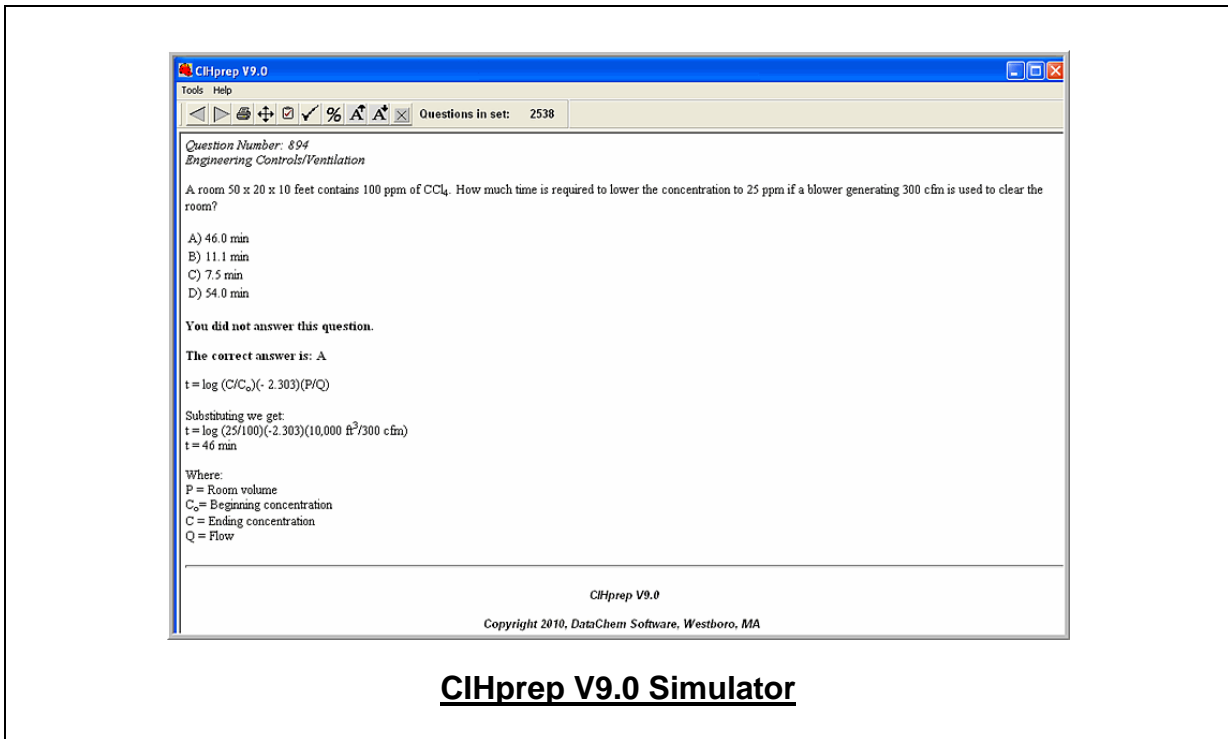 CIHprep V9.0
Tools Help
Questions in set: 2538
Question Number: 894
Engineering Controls/Ventilation
A room 50 x 20 x 10 feet contains 100 ppm of CCl₄. How much time is required to lower the concentration to 25 ppm if a blower generating 300 cfm is used to clear the
room?
A) 46.0 min
B) 11.1 min
C) 7.5 min
D) 54.0 min
You did not answer this question.
The correct answer is: A
t = log (C/Cₒ)(- 2.303)(P/Q)
Substituting we get:
t = log (25/100)(-2.303)(10,000 ft³/300 cfm)
t = 46 min
Where:
P = Room volume
Cₒ= Beginning concentration
C = Ending concentration
Q = Flow
CIHprep V9.0
Copyright 2010, DataChem Software, Westboro, MA
CIHprep V9.0 Simulator